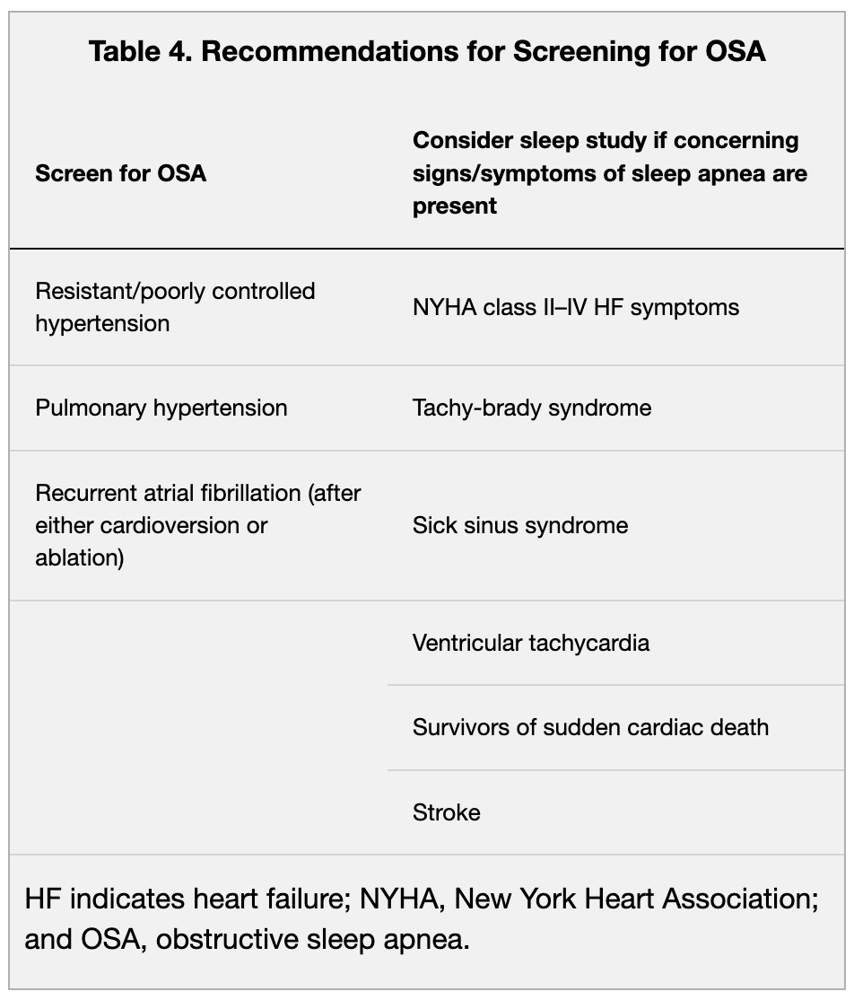 Table 4. Recommendations for Screening for OSA
Screen for OSA
Consider sleep study if concerning
signs/symptoms of sleep apnea are
present
Resistant/poorly controlled
hypertension
NYHA class II–IV HF symptoms
Pulmonary hypertension
Tachy-brady syndrome
Recurrent atrial fibrillation (after
either cardioversion or
ablation)
Sick sinus syndrome
Ventricular tachycardia
Survivors of sudden cardiac death
Stroke
HF indicates heart failure; NYHA, New York Heart Association;
and OSA, obstructive sleep apnea.